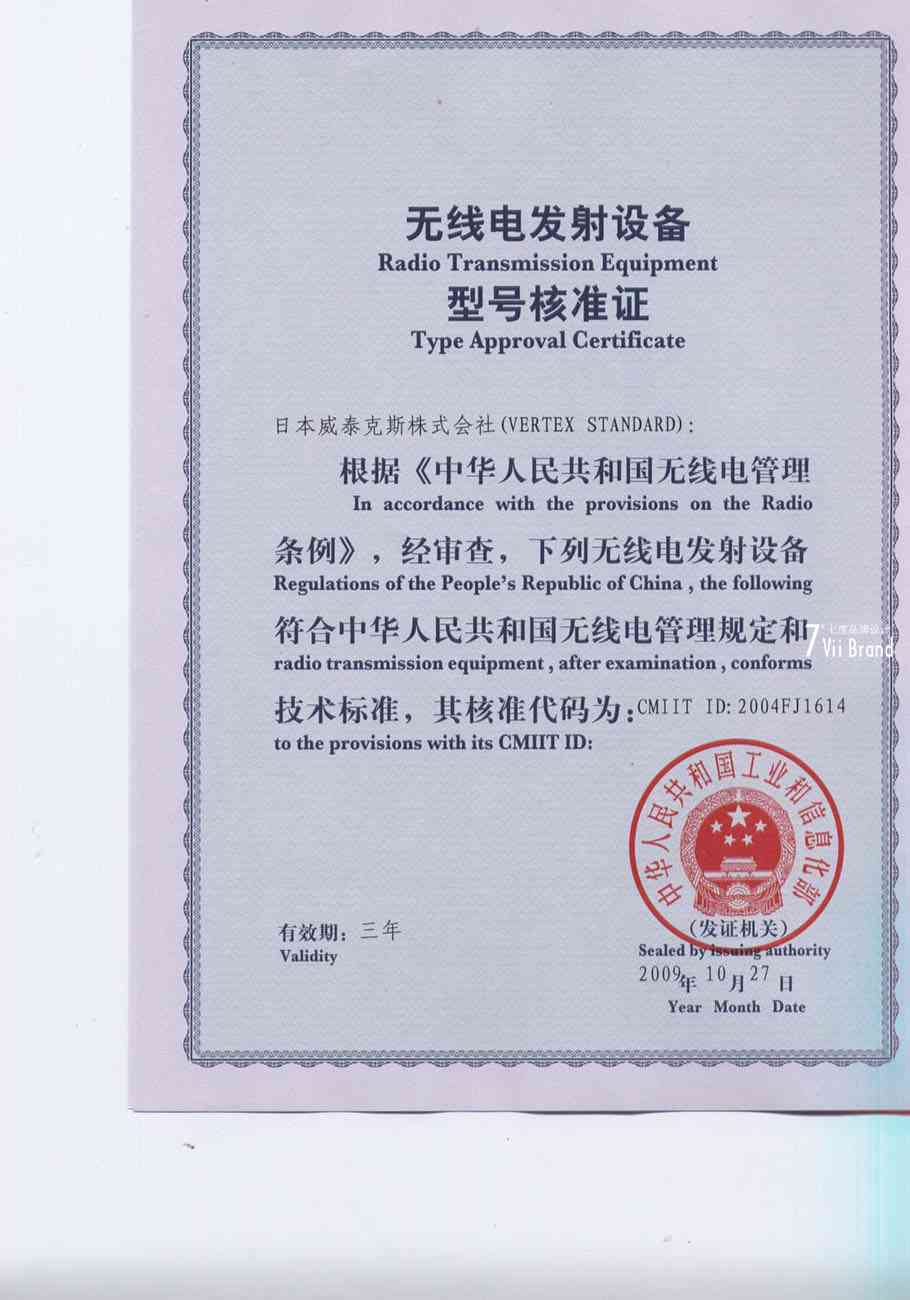 无线电发射设备
Radio Transmission Equipment
型号核准证
Type Approval Certificate
日本威泰克斯株式会社(VERTEX STANDARD):
根据《中华人民共和国无线电管理
In accordance with the provisions on the Radio
条例》，经审查，下列无线电发射设备
Regulations of the People's Republic of China , the following
符合中华人民共和国无线电管理规定和
radio transmission equipment , after examination , conforms
7° 七度品牌设计
Vii Brand
技术标准，其核准代码为：CMIIT ID: 2004FJ1614
to the provisions with its CMIIT ID:
中华人民共和国工业和信息化部
有效期：三年
Validity
（发证机关）
Sealed by issuing authority
2009年 10月27日
Year Month Date